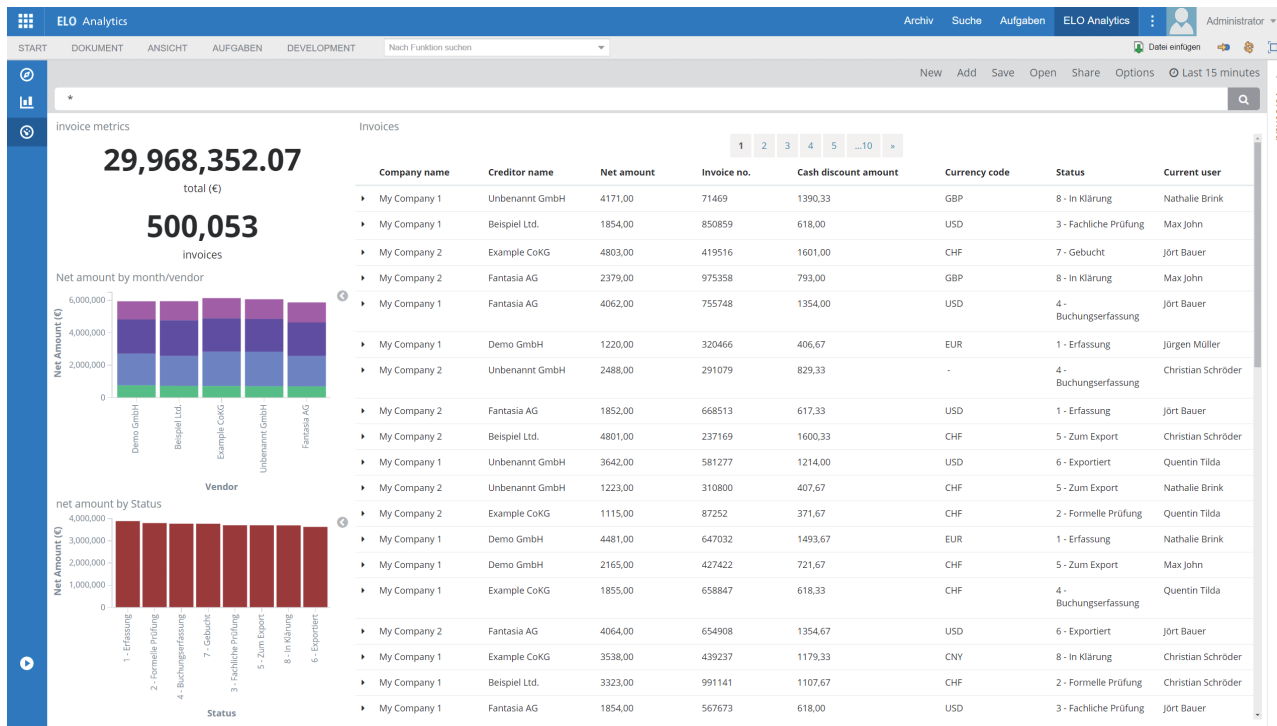 ELO Analytics
Archiv Suche Aufgaben ELO Analytics Administrator
START DOKUMENT ANSICHT AUFGABEN DEVELOPMENT Nach Funktion suchen Datei einfügen
New Add Save Open Share Options Last 15 minutes
*
invoice metrics
29,968,352.07
total (€)
500,053
invoices
Net amount by month/vendor
Net Amount (€)
6,000,000
4,000,000
2,000,000
0
Demo GmbH
Beispiel Ltd.
Example CoKG
Unbenannt GmbH
Fantasia AG
Vendor
net amount by Status
Net Amount (€)
4,000,000
3,000,000
2,000,000
1,000,000
0
1 - Erfassung
2 - Formelle Prüfung
4 - Buchungserfassung
7 - Gebucht
3 - Fachliche Prüfung
5 - Zum Export
8 - In Klärung
6 - Exportiert
Status
Invoices
1 2 3 4 5 ...10 »
Company name Creditor name Net amount Invoice no. Cash discount amount Currency code Status Current user
My Company 1 Unbenannt GmbH 4171,00 71469 1390,33 GBP 8 - In Klärung Nathalie Brink
My Company 1 Beispiel Ltd. 1854,00 850859 618,00 USD 3 - Fachliche Prüfung Max John
My Company 2 Example CoKG 4803,00 419516 1601,00 CHF 7 - Gebucht Jört Bauer
My Company 2 Fantasia AG 2379,00 975358 793,00 GBP 8 - In Klärung Max John
My Company 1 Fantasia AG 4062,00 755748 1354,00 USD 4 - Jört Bauer
Buchungserfassung
My Company 1 Demo GmbH 1220,00 320466 406,67 EUR 1 - Erfassung Jürgen Müller
My Company 2 Unbenannt GmbH 2488,00 291079 829,33 - 4 - Christian Schröder
Buchungserfassung
My Company 2 Fantasia AG 1852,00 668513 617,33 USD 1 - Erfassung Jört Bauer
My Company 2 Beispiel Ltd. 4801,00 237169 1600,33 CHF 5 - Zum Export Christian Schröder
My Company 1 Unbenannt GmbH 3642,00 581277 1214,00 USD 6 - Exportiert Quentin Tilda
My Company 2 Unbenannt GmbH 1223,00 310800 407,67 CHF 5 - Zum Export Nathalie Brink
My Company 2 Example CoKG 1115,00 87252 371,67 CHF 2 - Formelle Prüfung Quentin Tilda
My Company 1 Demo GmbH 4481,00 647032 1493,67 EUR 1 - Erfassung Nathalie Brink
My Company 1 Demo GmbH 2165,00 427422 721,67 CHF 5 - Zum Export Max John
My Company 1 Example CoKG 1855,00 658847 618,33 CHF 4 - Quentin Tilda
Buchungserfassung
My Company 2 Fantasia AG 4064,00 654908 1354,67 USD 6 - Exportiert Jört Bauer
My Company 1 Example CoKG 3538,00 439237 1179,33 CNY 8 - In Klärung Christian Schröder
My Company 1 Beispiel Ltd. 3323,00 991141 1107,67 CHF 2 - Formelle Prüfung Christian Schröder
My Company 1 Fantasia AG 1854,00 567673 618,00 USD 3 - Fachliche Prüfung Jört Bauer